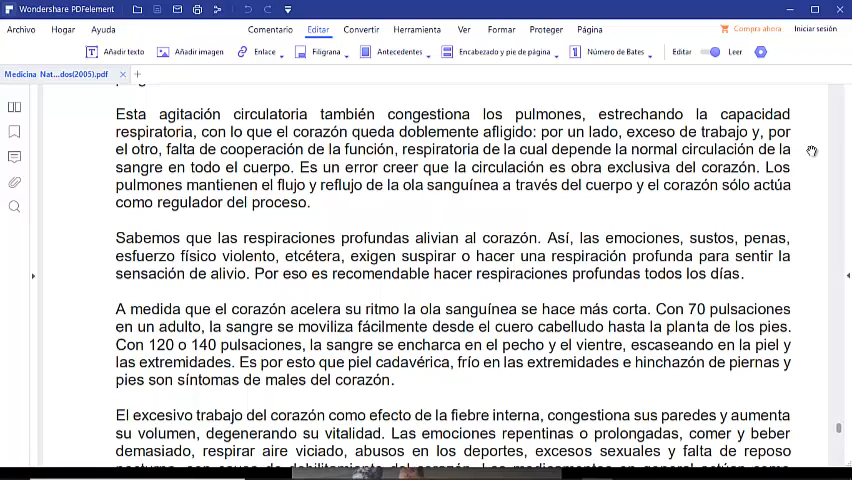 Wondershare PDFelement
Archivo Hogar Ayuda Comentario Editar Convertir Herramienta Ver Formar Proteger Página Compra ahora Iniciar sesión
Añadir texto Añadir imagen Enlace Filigrana Antecedentes Encabezado y pie de página Número de Bates Editar Leer
Medicina Nat...dos(2005).pdf
Esta agitación circulatoria también congestiona los pulmones, estrechando la capacidad
respiratoria, con lo que el corazón queda doblemente afligido: por un lado, exceso de trabajo y, por
el otro, falta de cooperación de la función, respiratoria de la cual depende la normal circulación de la
sangre en todo el cuerpo. Es un error creer que la circulación es obra exclusiva del corazón. Los
pulmones mantienen el flujo y reflujo de la ola sanguínea a través del cuerpo y el corazón sólo actúa
como regulador del proceso.
Sabemos que las respiraciones profundas alivian al corazón. Así, las emociones, sustos, penas,
esfuerzo físico violento, etcétera, exigen suspirar o hacer una respiración profunda para sentir la
sensación de alivio. Por eso es recomendable hacer respiraciones profundas todos los días.
A medida que el corazón acelera su ritmo la ola sanguínea se hace más corta. Con 70 pulsaciones
en un adulto, la sangre se moviliza fácilmente desde el cuero cabelludo hasta la planta de los pies.
Con 120 o 140 pulsaciones, la sangre se encharca en el pecho y el vientre, escaseando en la piel y
las extremidades. Es por esto que piel cadavérica, frío en las extremidades e hinchazón de piernas y
pies son síntomas de males del corazón.
El excesivo trabajo del corazón como efecto de la fiebre interna, congestiona sus paredes y aumenta
su volumen, degenerando su vitalidad. Las emociones repentinas o prolongadas, comer y beber
demasiado, respirar aire viciado, abusos en los deportes, excesos sexuales y falta de reposo